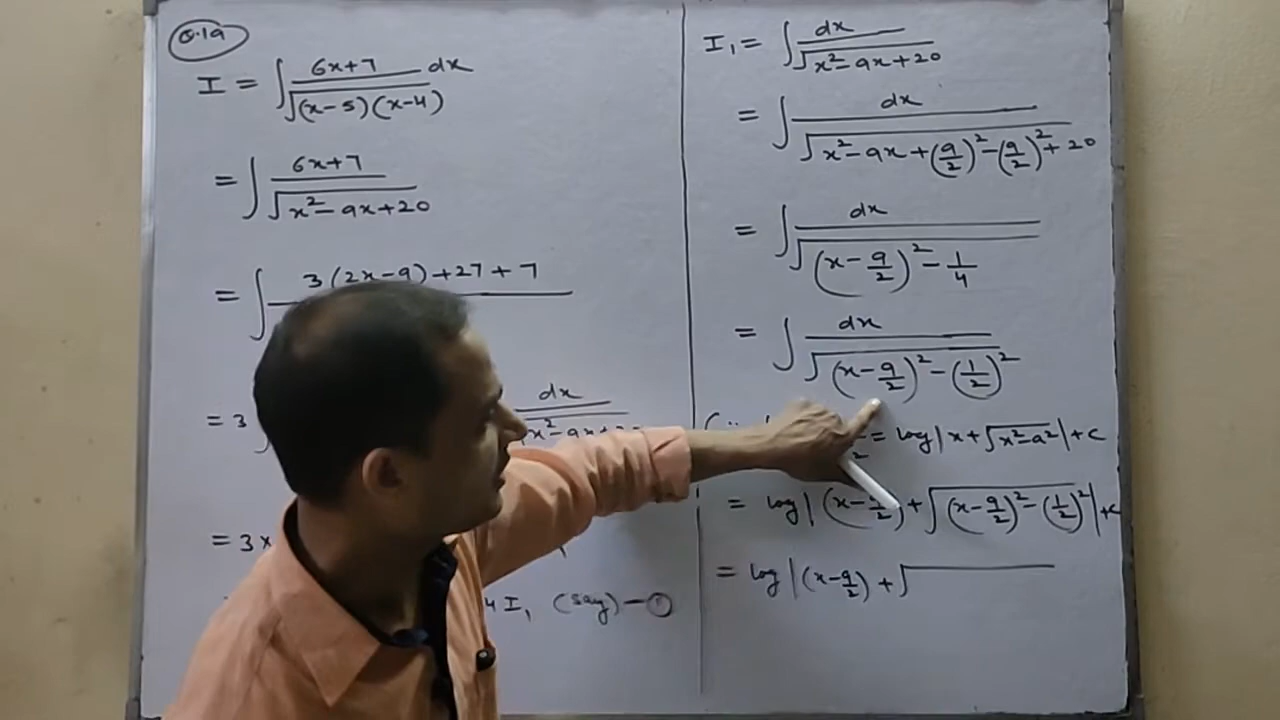 Q.19
I = ∫ 6x+7 / √(x-5)(x-4) dx
= ∫ 6x+7 / √x²-9x+20
= ∫ 3(2x-9)+27+7
= 3 dx / x²-9x+
= 3x
4 I₁ (say) — ①
I₁ = ∫ dx / √x²-9x+20
= ∫ dx / √x²-9x+(9/2)²-(9/2)²+20
= ∫ dx / √(x-9/2)²-1/4
= ∫ dx / √(x-9/2)²-(1/2)²
= log|x+√x²-a²|+c
= log|(x-9/2)+√(x-9/2)²-(1/2)²|+c
= log|(x-9/2)+√